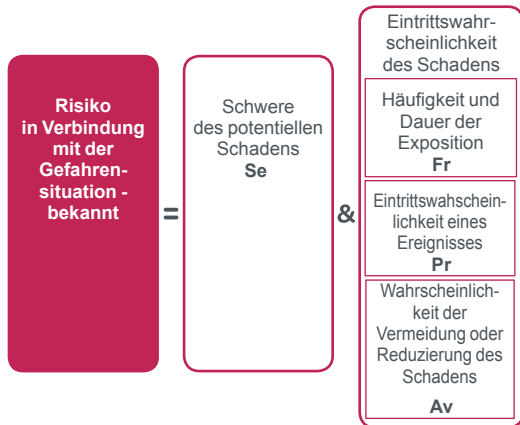 Risiko
in Verbindung
mit der
Gefahren-
situation -
bekannt
=
Schwere
des potentiellen
Schadens
Se
&
Eintrittswahr-
scheinlichkeit
des Schadens
Häufigkeit und
Dauer der
Exposition
Fr
Eintrittswahschein-
lichkeit eines
Ereignisses
Pr
Wahrscheinlich-
keit der
Vermeidung oder
Reduzierung des
Schadens
Av